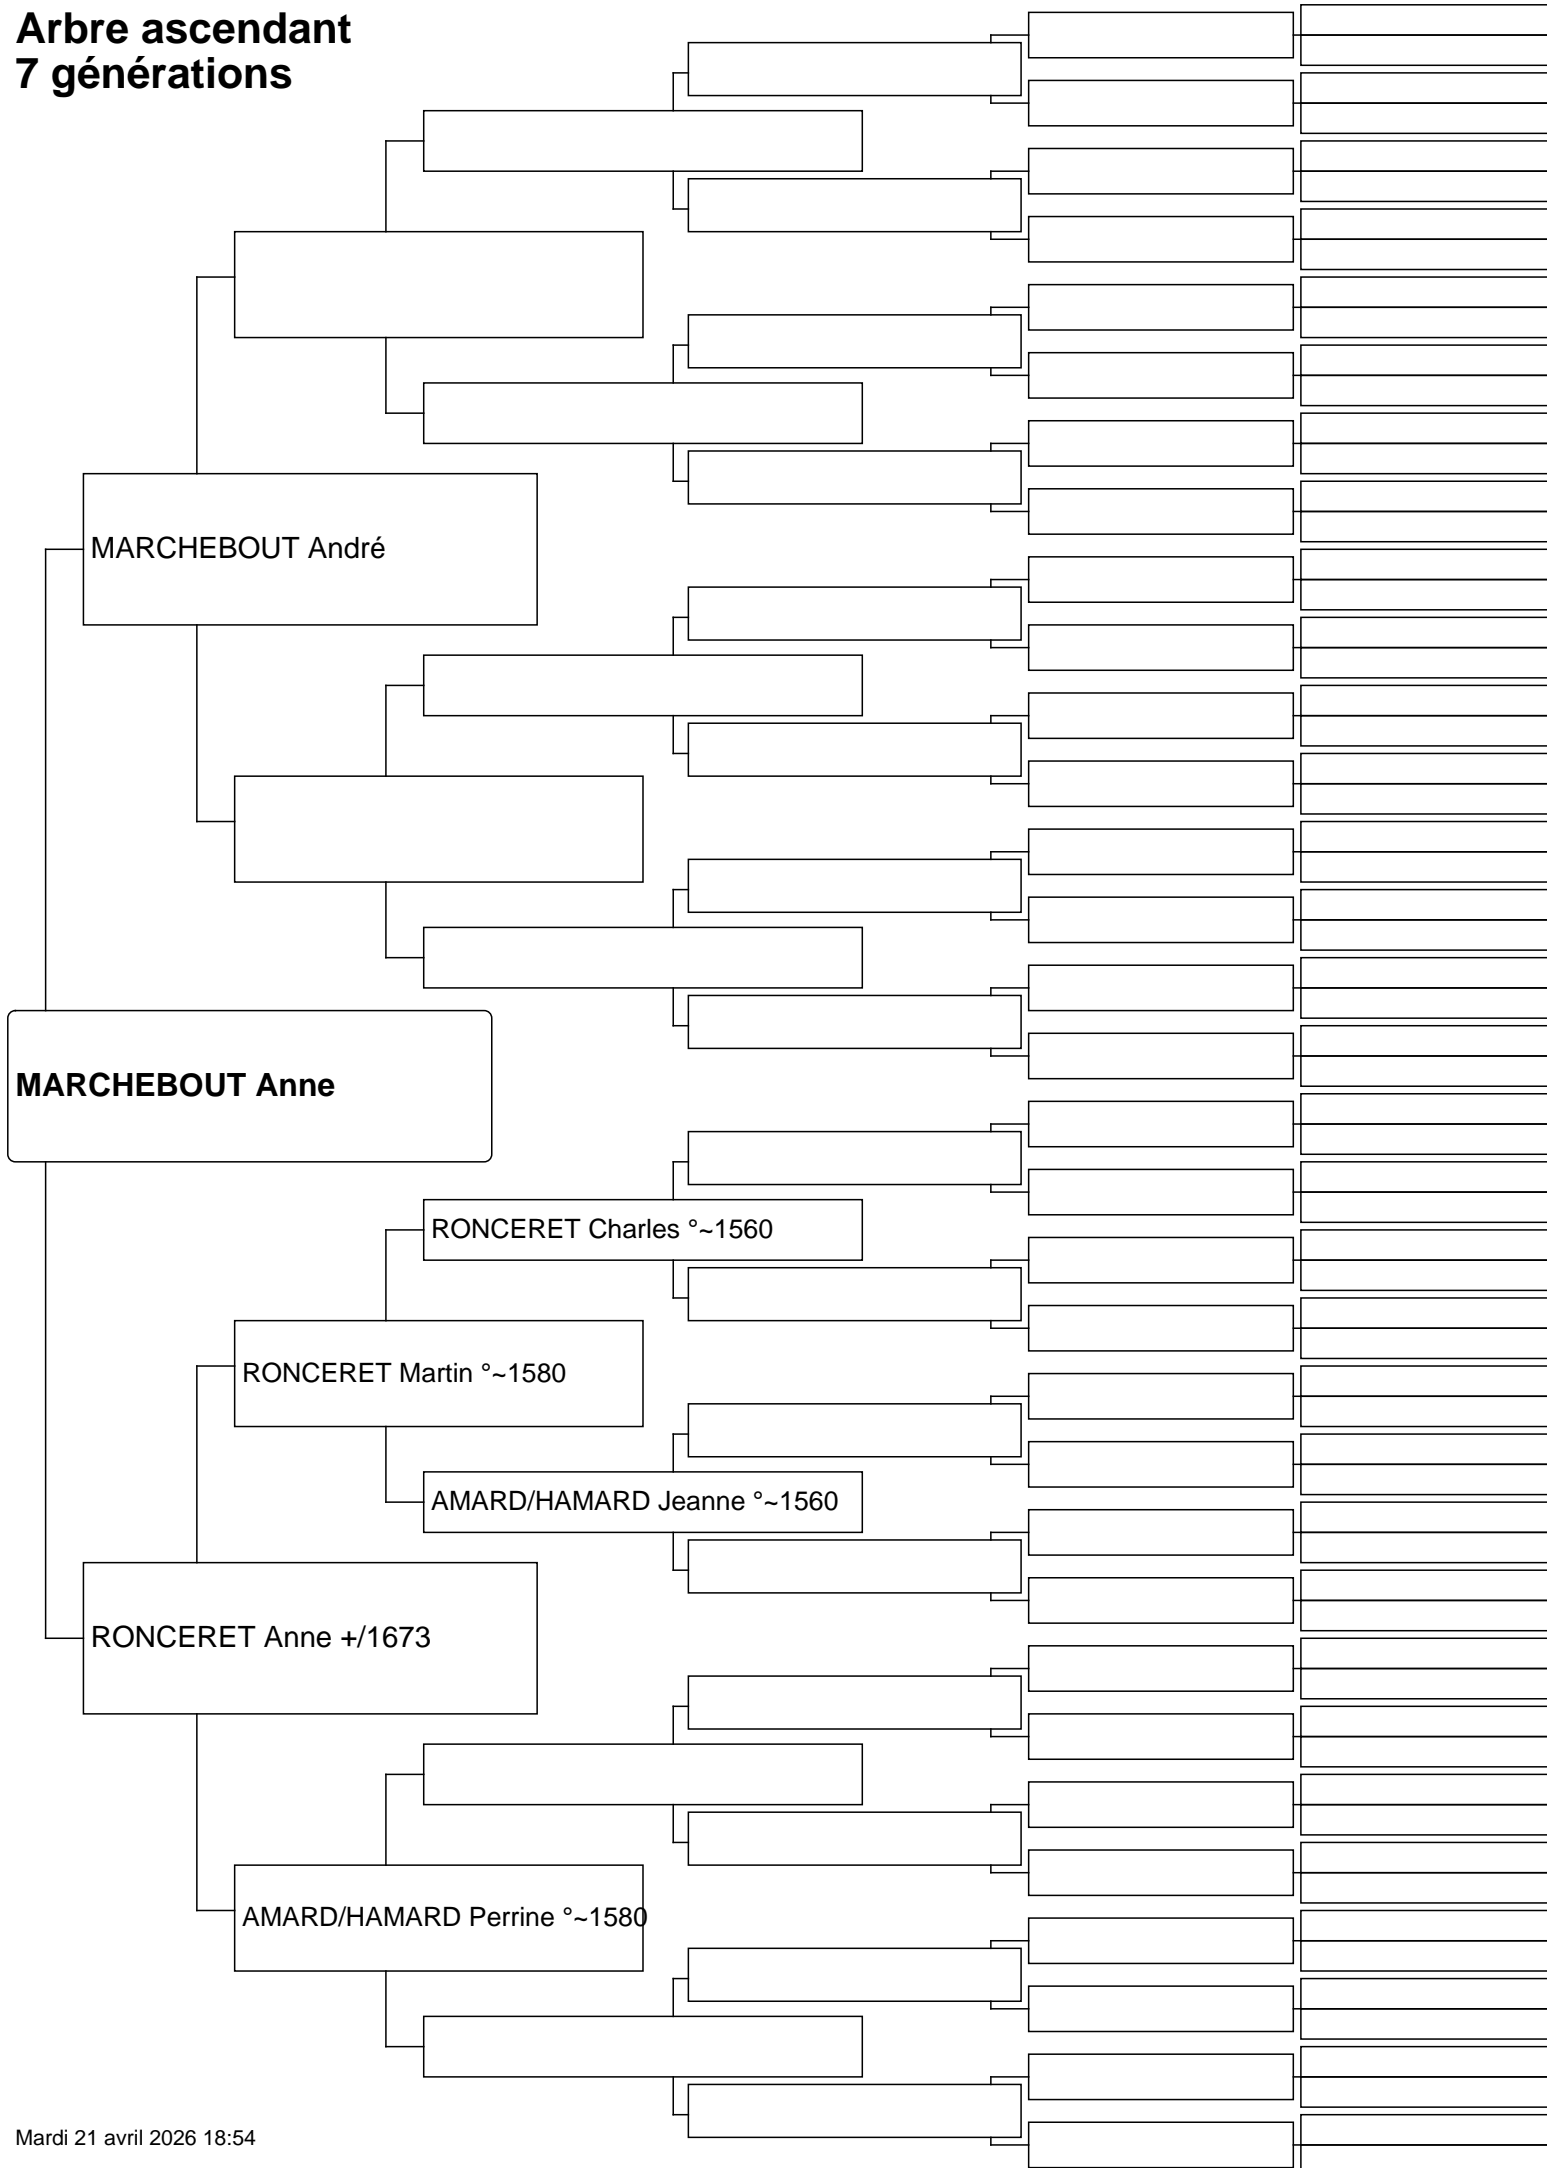 Arbre ascendant
7 générations
MARCHEBOUT André
MARCHEBOUT Anne
RONCERET Charles °~1560
RONCERET Martin °~1580
AMARD/HAMARD Jeanne °~1560
RONCERET Anne +/1673
AMARD/HAMARD Perrine °~1580
Mardi 21 avril 2026 18:54